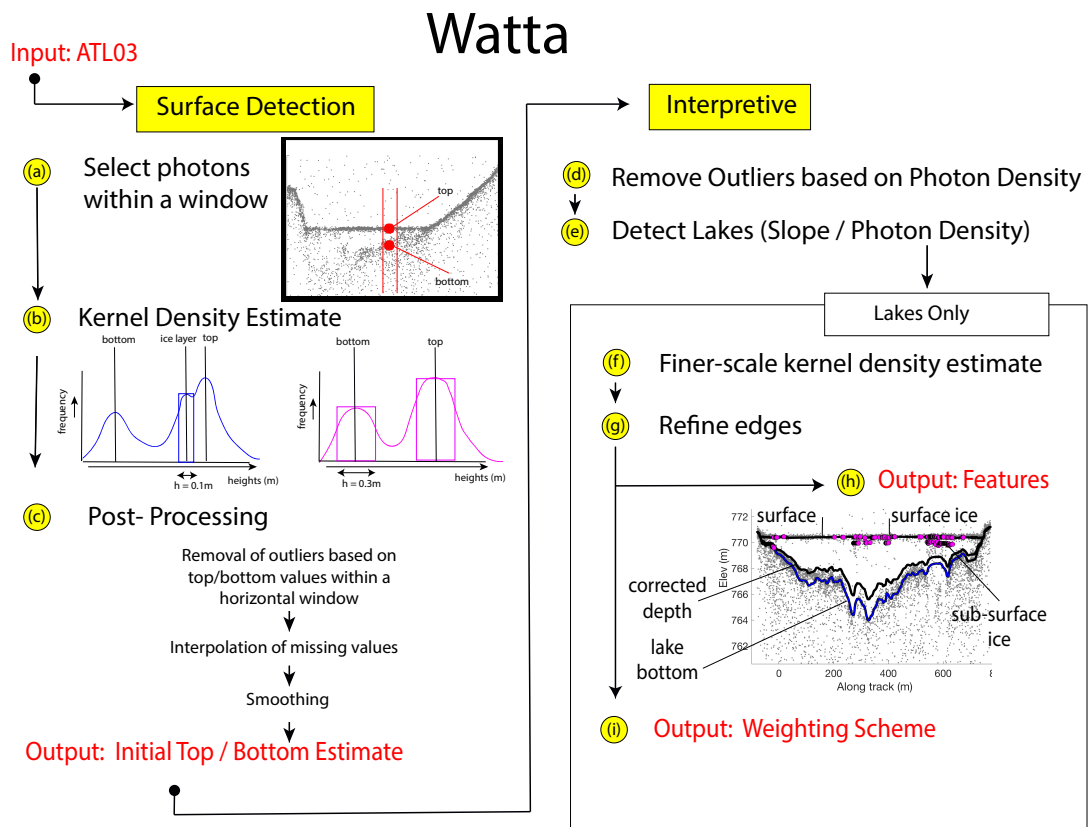 Watta
Input: ATL03
Surface Detection
(a)
Select photons
within a window
top
bottom
(b)
Kernel Density Estimate
bottom
ice layer
top
frequency
h = 0.1m
heights (m)
bottom
top
frequency
h = 0.3m
heights (m)
(c)
Post- Processing
Removal of outliers based on
top/bottom values within a
horizontal window
Interpolation of missing values
Smoothing
Output: Initial Top / Bottom Estimate
Interpretive
(d)
Remove Outliers based on Photon Density
(e)
Detect Lakes (Slope / Photon Density)
Lakes Only
(f)
Finer-scale kernel density estimate
(g)
Refine edges
(h)
Output: Features
surface
surface ice
772
770
768
766
764
762
Elev (m)
corrected
depth
lake
bottom
sub-surface
ice
0
200
400
600
8
Along track (m)
(i)
Output: Weighting Scheme